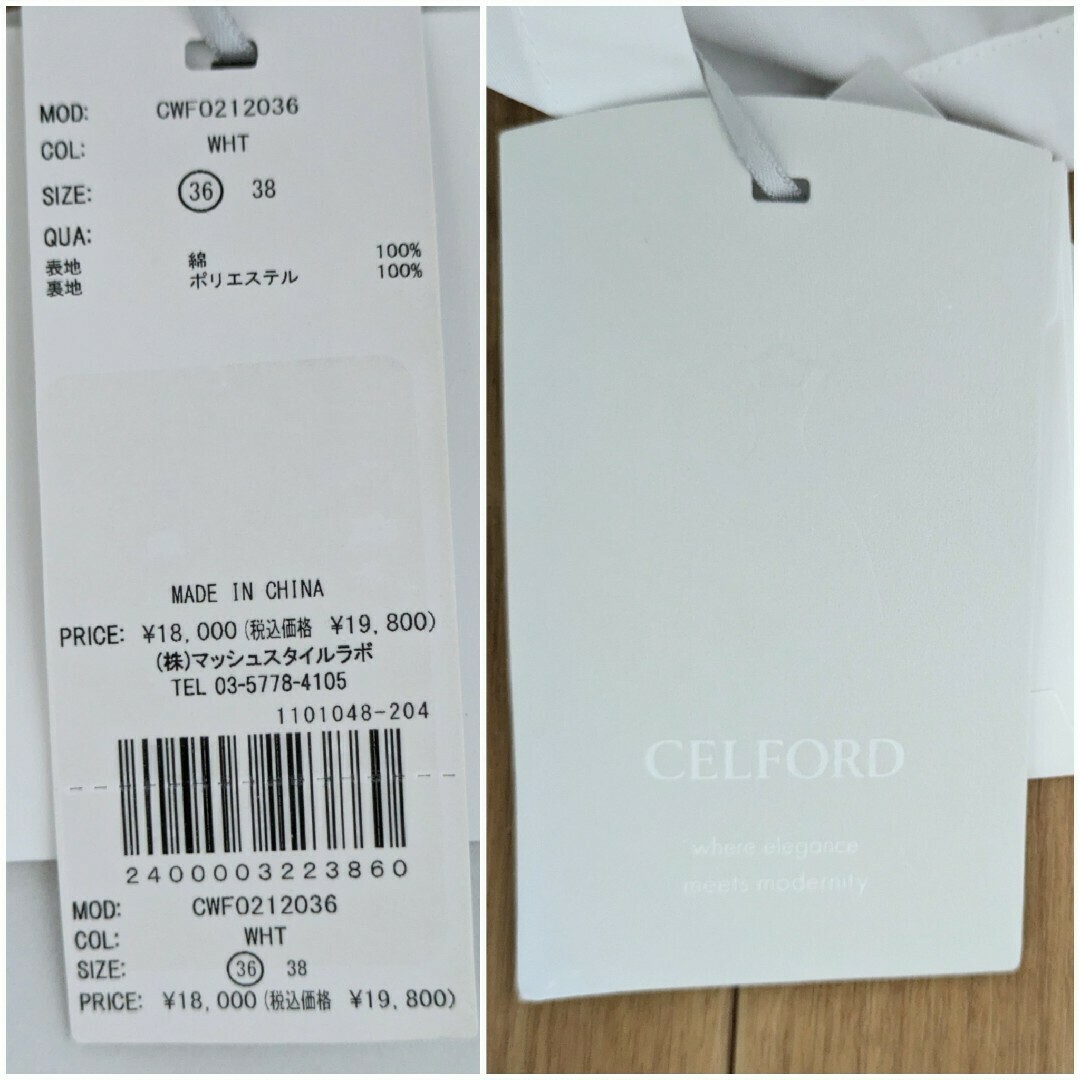 MOD: CWF0212036
COL: WHT
SIZE: 36 38
QUA:
表地 綿 100%
裏地 ポリエステル 100%
MADE IN CHINA
PRICE: ¥18,000(税込価格 ¥19,800)
(株)マッシュスタイルラボ
TEL 03-5778-4105
1101048-204
2400003223860
MOD: CWF0212036
COL: WHT
SIZE: 36 38
PRICE: ¥18,000(税込価格 ¥19,800)
CELFORD
where elegance
meets modernity